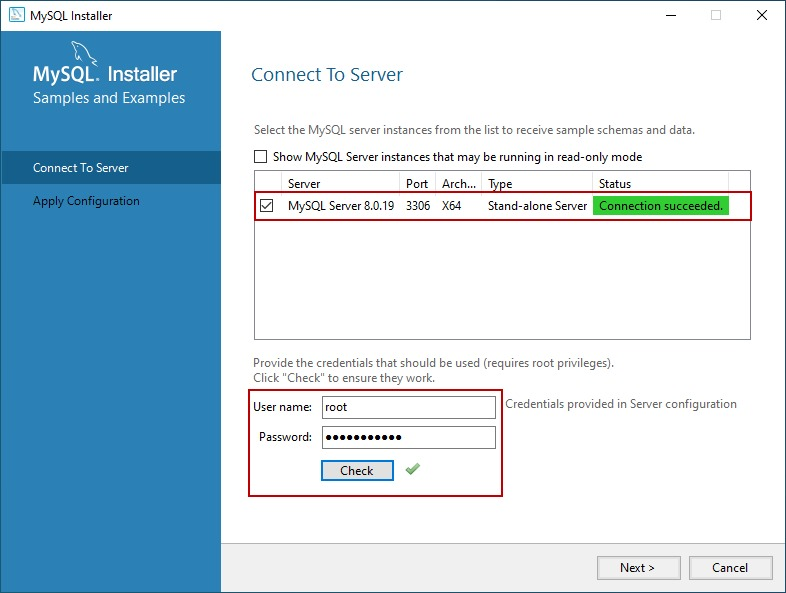 MySQL Installer
MySQL. Installer
Samples and Examples
Connect To Server
Apply Configuration
Connect To Server
Select the MySQL server instances from the list to receive sample schemas and data.
Show MySQL Server instances that may be running in read-only mode
Server Port Arch... Type Status
MySQL Server 8.0.19 3306 X64 Stand-alone Server Connection succeeded.
Provide the credentials that should be used (requires root privileges).
Click "Check" to ensure they work.
User name: root Credentials provided in Server configuration
Password: ●●●●●●●●●●●
Check
Next > Cancel